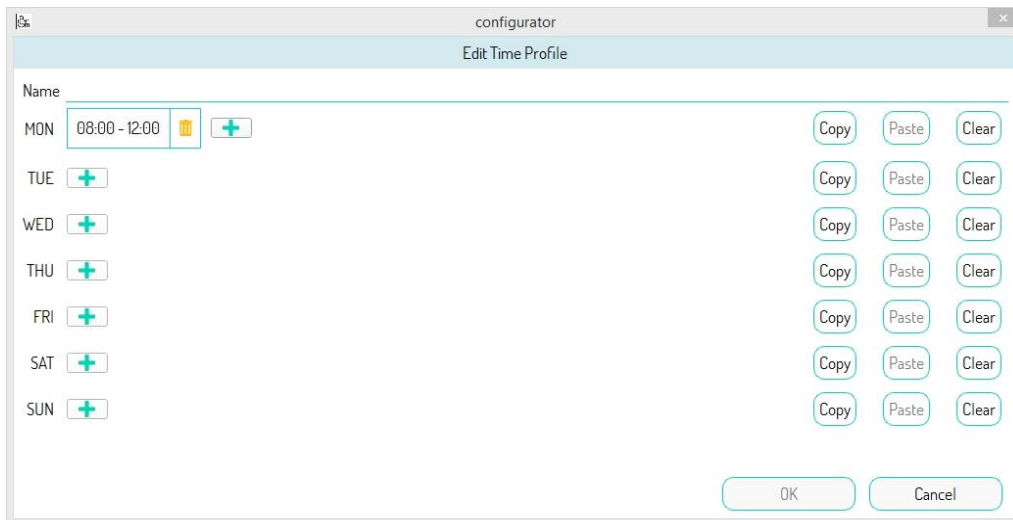 configurator
Edit Time Profile
Name
MON 08:00 - 12:00 Copy Paste Clear
TUE Copy Paste Clear
WED Copy Paste Clear
THU Copy Paste Clear
FRI Copy Paste Clear
SAT Copy Paste Clear
SUN Copy Paste Clear
OK Cancel